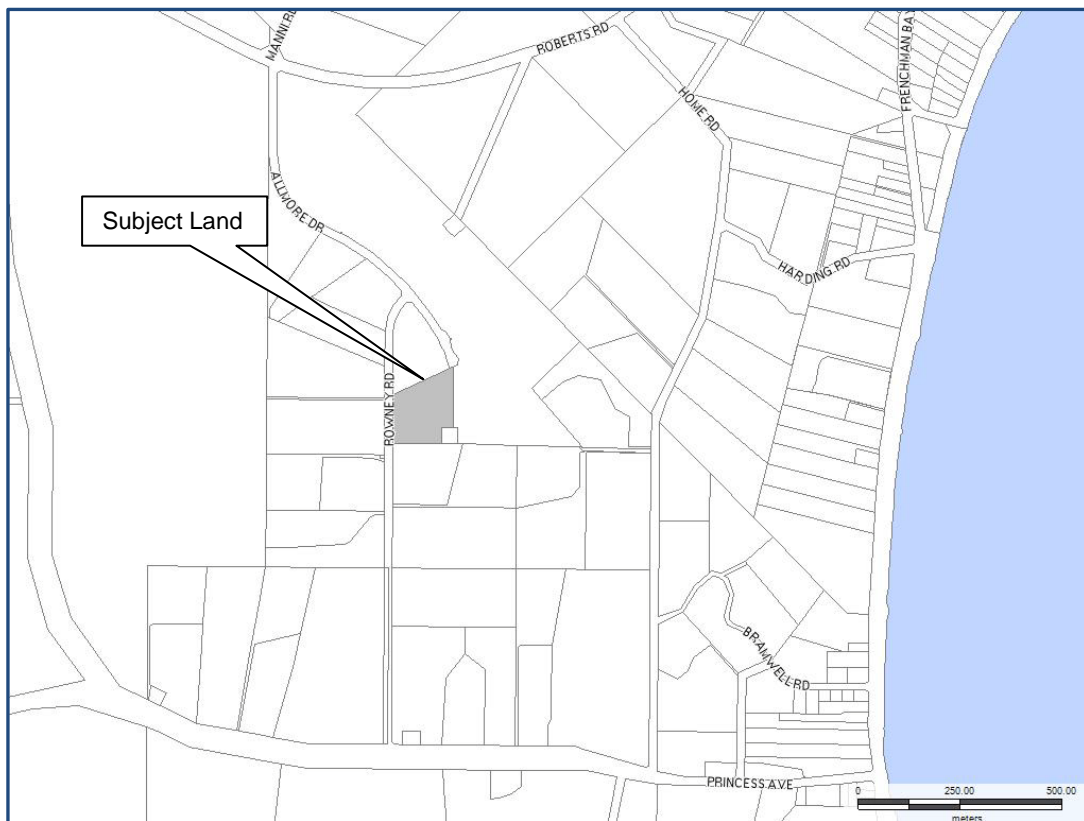 MANNI RD
ROBERTS RD
FRENCHMAN BAY
HOME RD
ALLMORE DR
Subject Land
HARDING RD
ROWNEY RD
BRAMWELL RD
PRINCESS AVE
0 250.00 500.00
meters